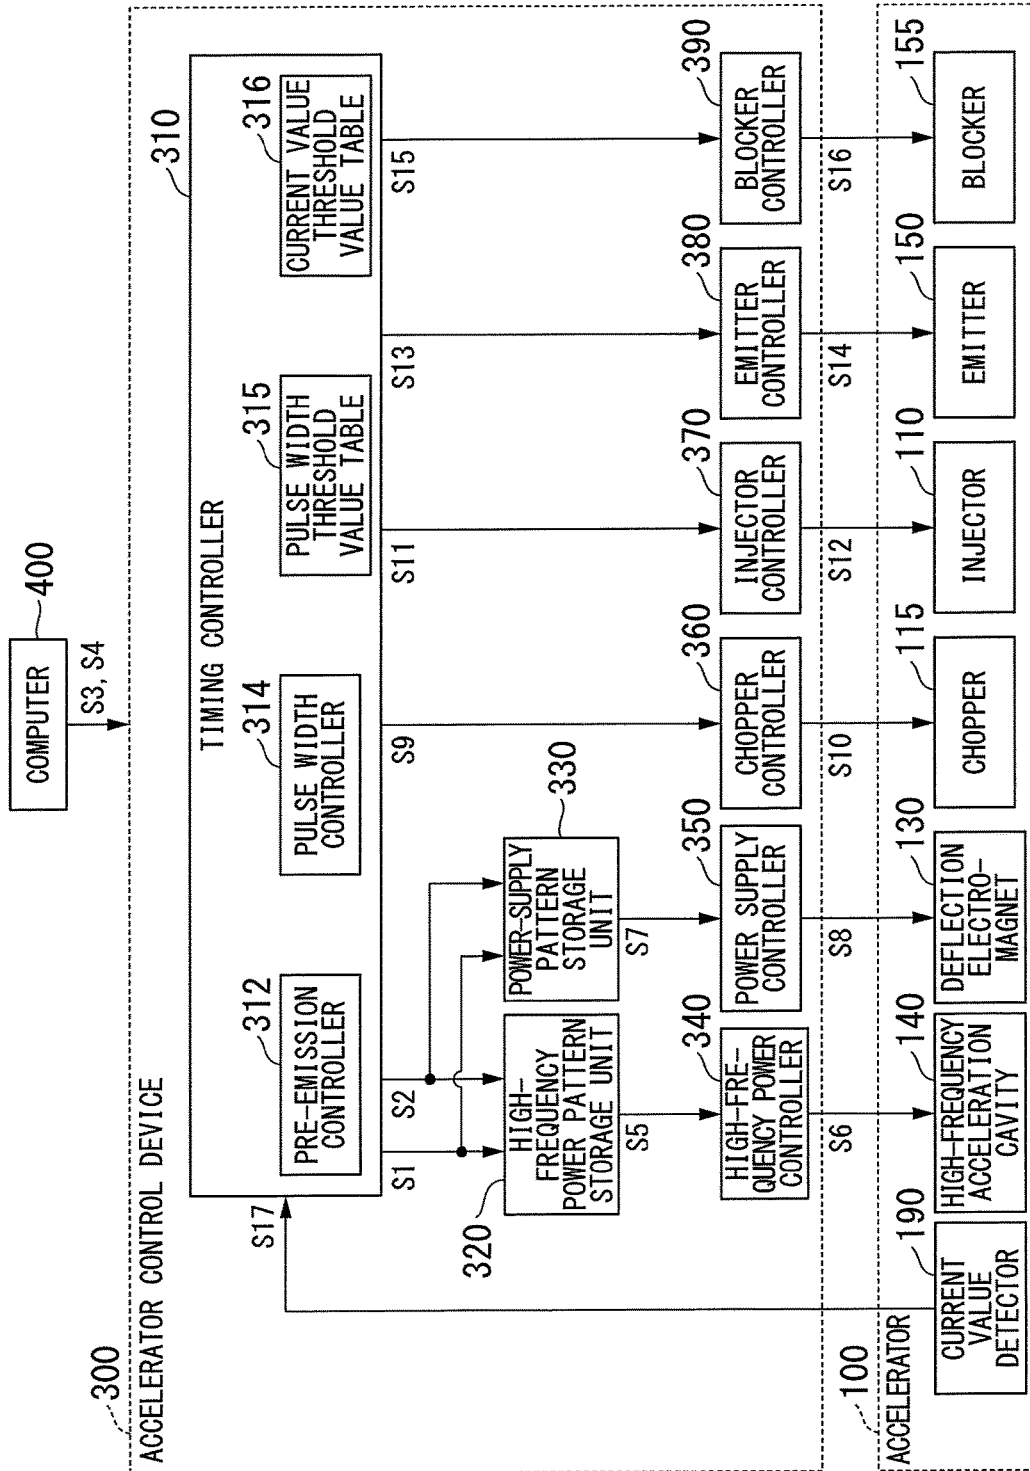 COMPUTER
400
S3, S4
300
ACCELERATOR CONTROL DEVICE
310
TIMING CONTROLLER
312
PRE-EMISSION
CONTROLLER
314
PULSE WIDTH
CONTROLLER
315
PULSE WIDTH
THRESHOLD
VALUE TABLE
316
CURRENT VALUE
THRESHOLD
VALUE TABLE
S17
S1
S2
S9
S11
S13
S15
320
HIGH-
FREQUENCY
POWER PATTERN
STORAGE UNIT
330
POWER-SUPPLY
PATTERN
STORAGE
UNIT
S5
S7
340
HIGH-FRE-
QUENCY POWER
CONTROLLER
350
POWER SUPPLY
CONTROLLER
360
CHOPPER
CONTROLLER
370
INJECTOR
CONTROLLER
380
EMITTER
CONTROLLER
390
BLOCKER
CONTROLLER
S6
S8
S10
S12
S14
S16
100
ACCELERATOR
190
CURRENT
VALUE
DETECTOR
140
HIGH-FREQUENCY
ACCELERATION
CAVITY
130
DEFLECTION
ELECTRO-
MAGNET
115
CHOPPER
110
INJECTOR
150
EMITTER
155
BLOCKER